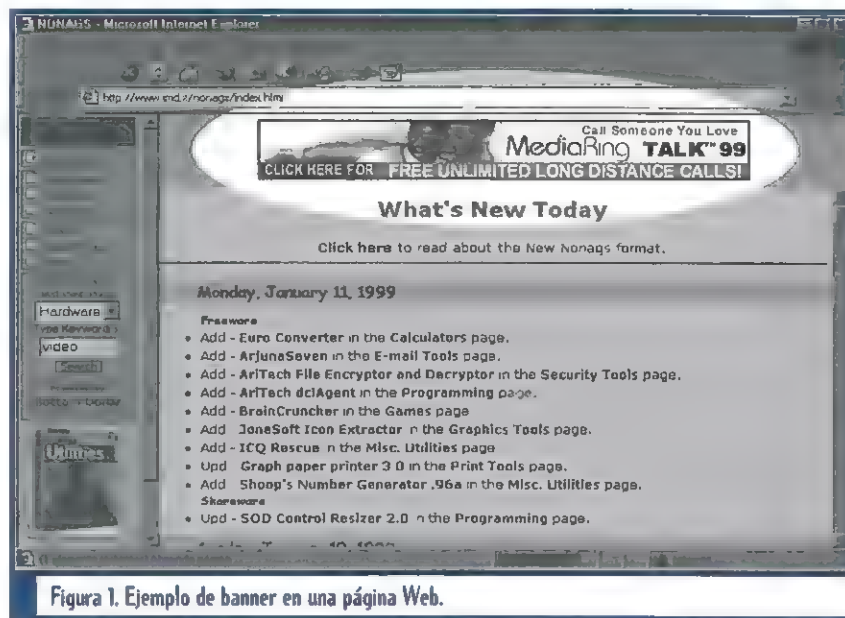 NONAGS - Microsoft Internet Explorer
Call Someone You Love
MediaRing TALK™ 99
CLICK HERE FOR FREE UNLIMITED LONG DISTANCE CALLS!
What's New Today
Click here to read about the New Nonags format.
Monday, January 11, 1999
Hardware
Type Keywords
video
Search
Utilities
Freeware
Add - Euro Converter in the Calculators page.
Add - ArjunaSeven in the E-mail Tools page.
Add - AriTech File Encryptor and Decryptor in the Security Tools page.
Add - AriTech dclAgent in the Programming page.
Add - BrainCruncher in the Games page
Add JoneSoft Icon Extractor in the Graphics Tools page.
Add - ICQ Rescue in the Misc. Utilities page
Upd Graph paper printer 3.0 in the Print Tools page.
Add Shoop's Number Generator .96a in the Misc. Utilities page.
Shareware
Upd - SOD Control Resizer 2.0 in the Programming page.
Figura 1. Ejemplo de banner en una página Web.